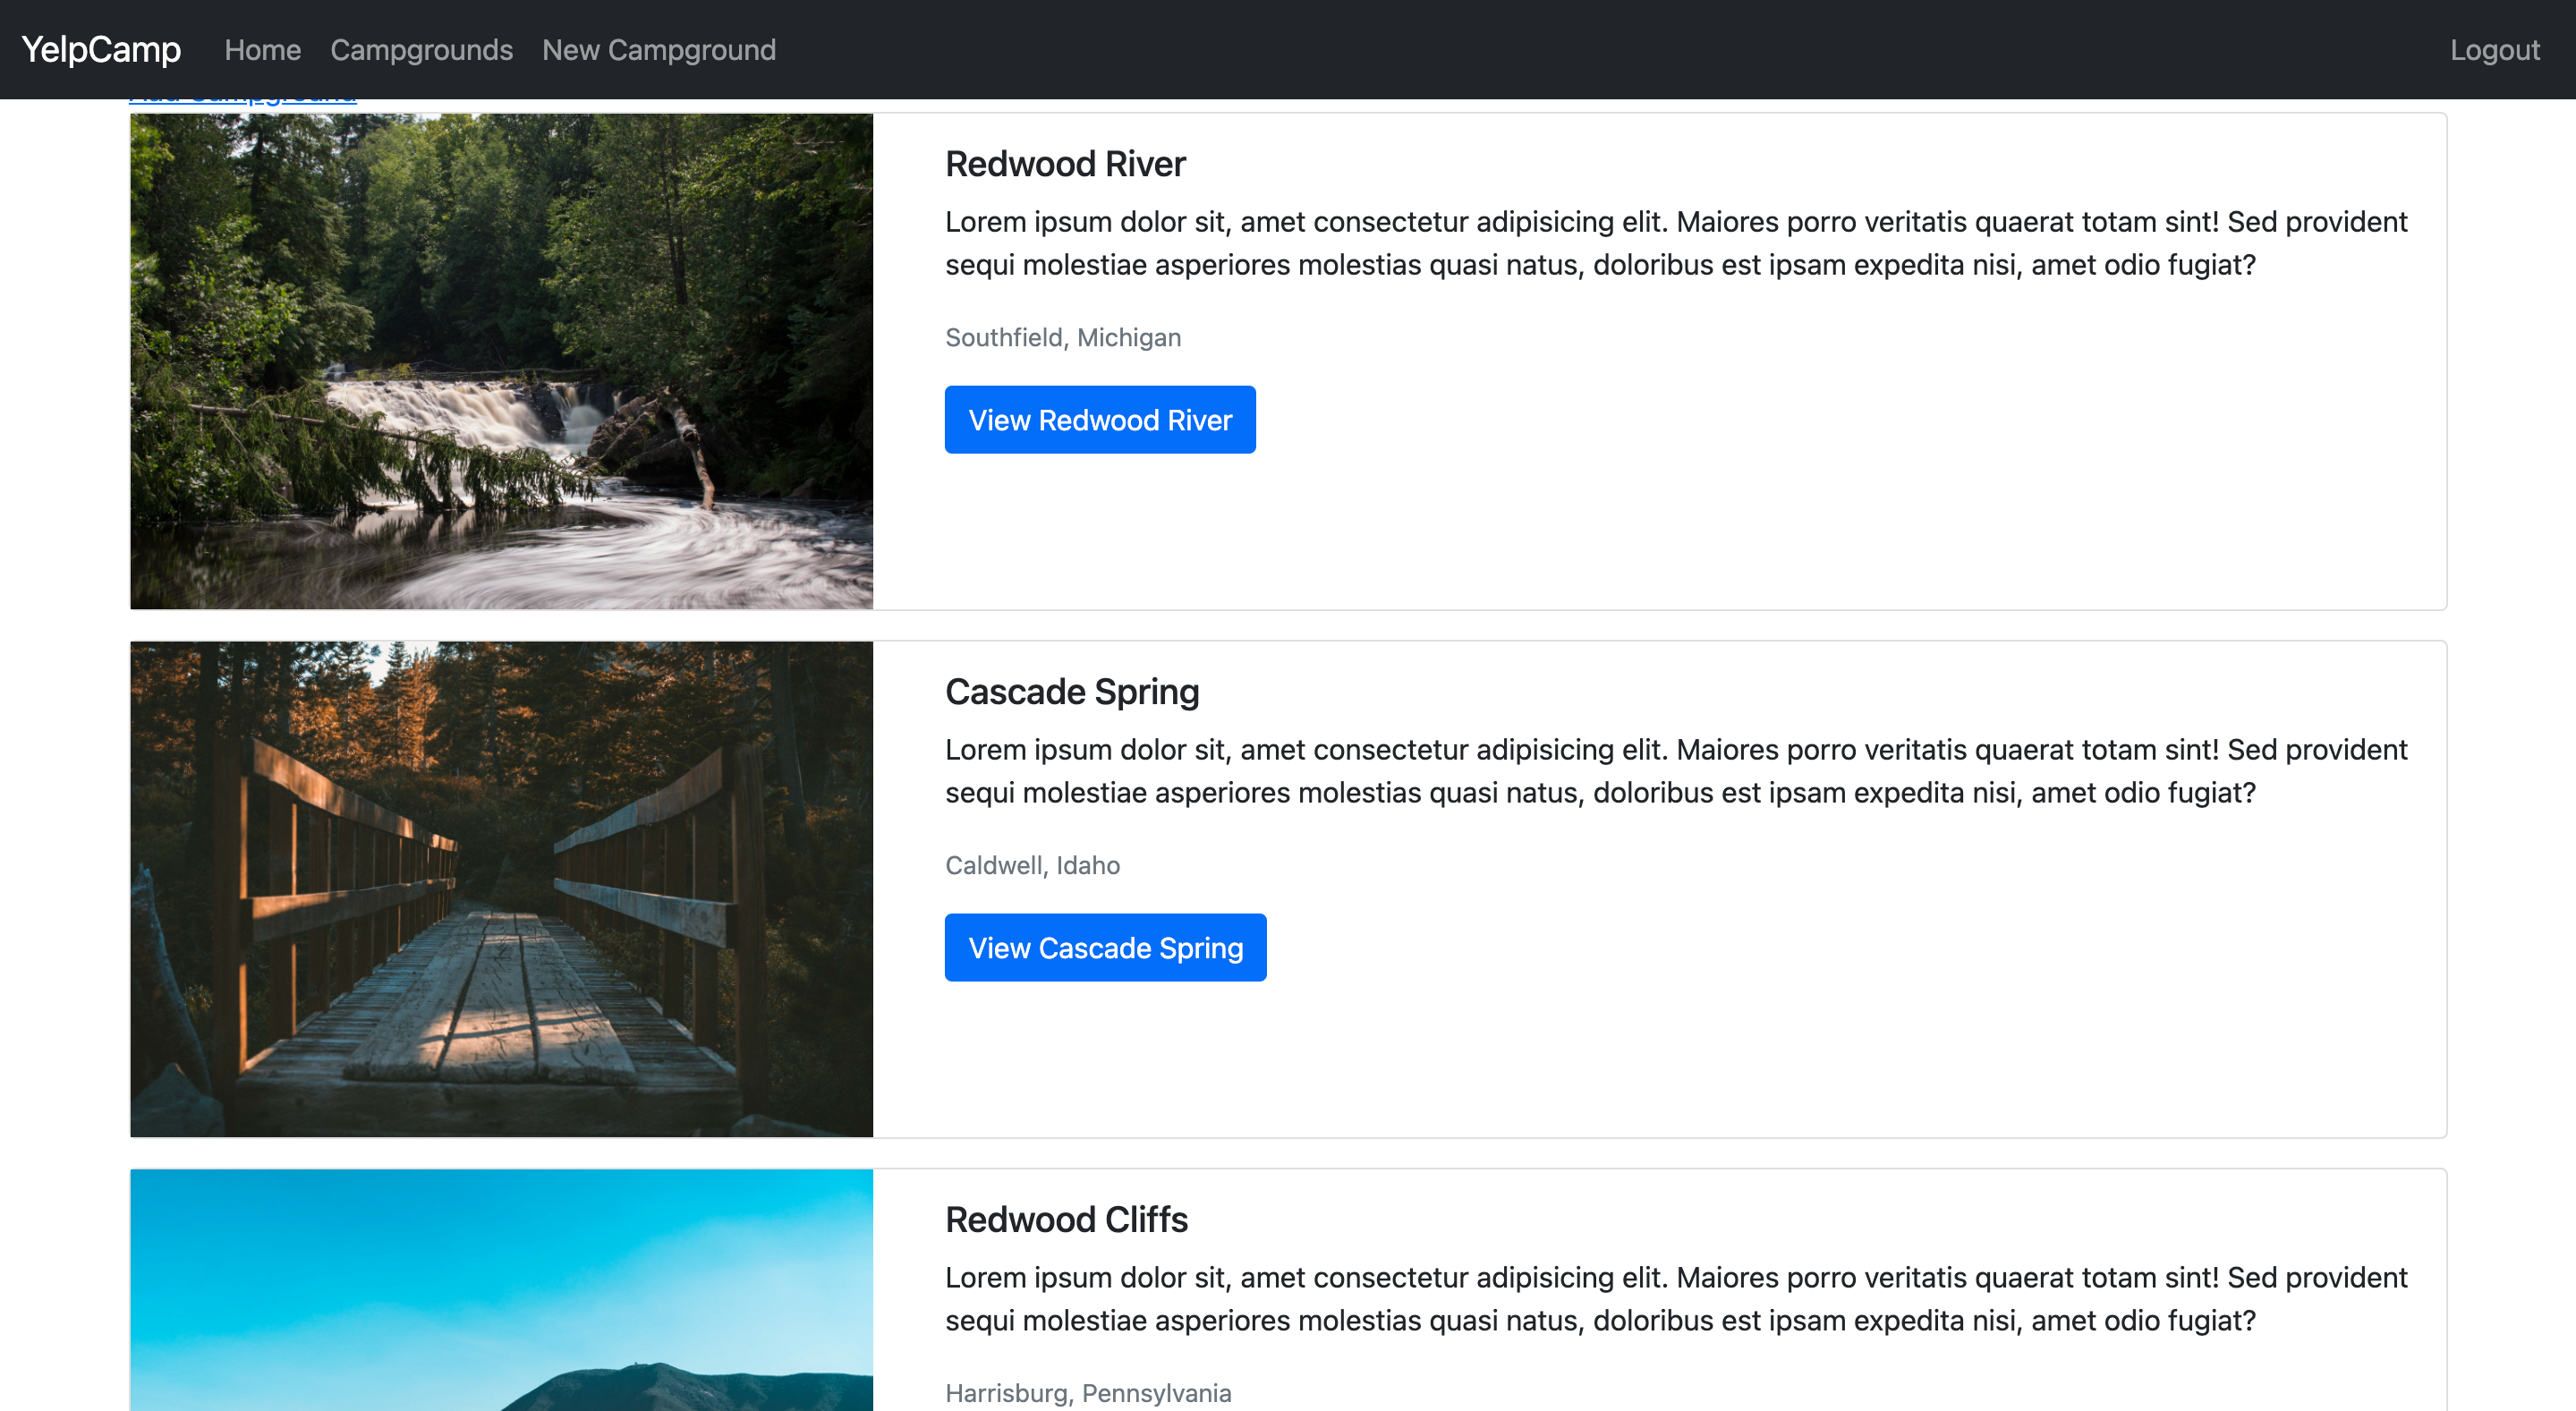 YelpCamp Home Campgrounds New Campground Logout
Redwood River
Lorem ipsum dolor sit, amet consectetur adipisicing elit. Maiores porro veritatis quaerat totam sint! Sed provident
sequi molestiae asperiores molestias quasi natus, doloribus est ipsam expedita nisi, amet odio fugiat?
Southfield, Michigan
View Redwood River
Cascade Spring
Lorem ipsum dolor sit, amet consectetur adipisicing elit. Maiores porro veritatis quaerat totam sint! Sed provident
sequi molestiae asperiores molestias quasi natus, doloribus est ipsam expedita nisi, amet odio fugiat?
Caldwell, Idaho
View Cascade Spring
Redwood Cliffs
Lorem ipsum dolor sit, amet consectetur adipisicing elit. Maiores porro veritatis quaerat totam sint! Sed provident
sequi molestiae asperiores molestias quasi natus, doloribus est ipsam expedita nisi, amet odio fugiat?
Harrisburg, Pennsylvania